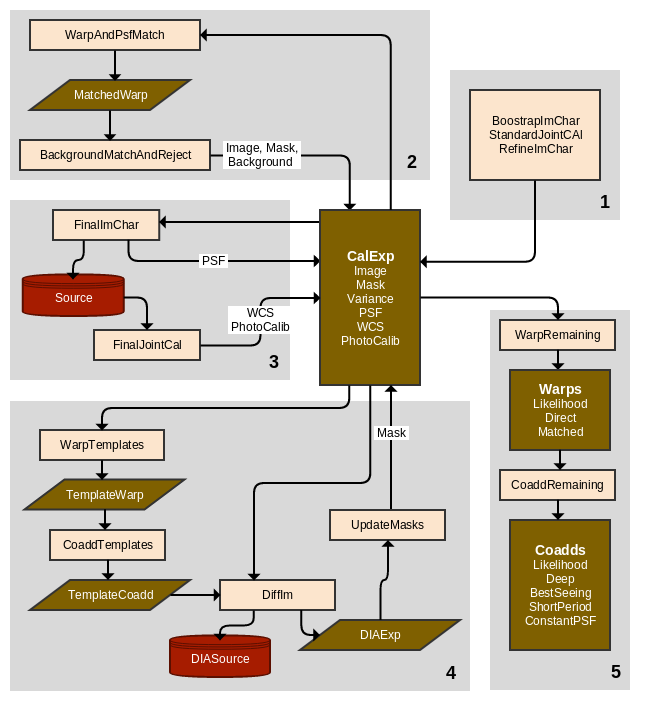 WarpAndPsfMatch
MatchedWarp
BackgroundMatchAndReject
Image, Mask,
Background
2
BoostrapImChar
StandardJointCAl
RefineImChar
1
FinalImChar
PSF
Source
WCS
PhotoCalib
FinalJointCal
3
CalExp
Image
Mask
Variance
PSF
WCS
PhotoCalib
WarpRemaining
Warps
Likelihood
Direct
Matched
CoaddRemaining
Coadds
Likelihood
Deep
BestSeeing
ShortPeriod
ConstantPSF
5
Mask
WarpTemplates
TemplateWarp
CoaddTemplates
TemplateCoadd
UpdateMasks
DiffIm
DIASource
DIAExp
4